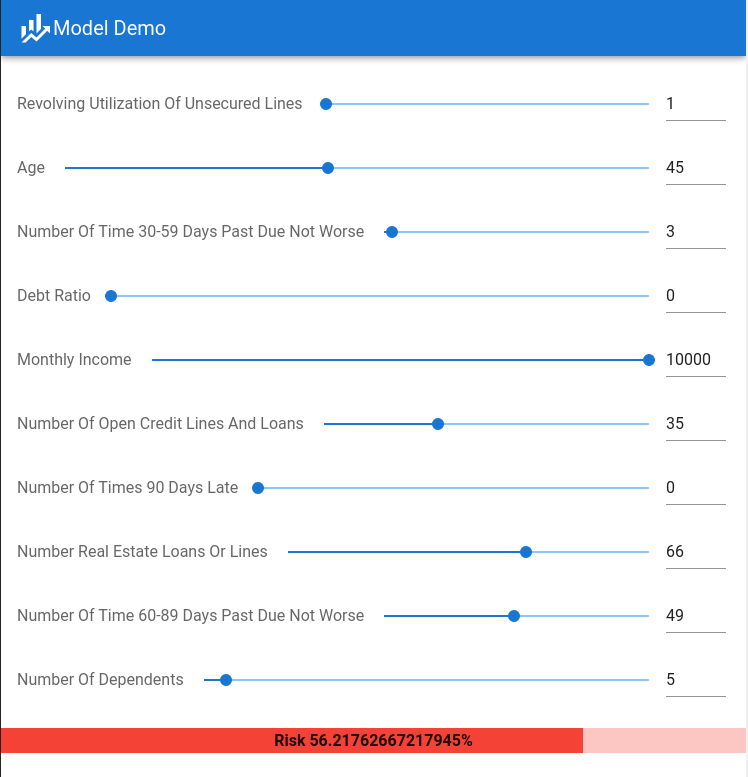 Model Demo
Revolving Utilization Of Unsecured Lines 1
Age 45
Number Of Time 30-59 Days Past Due Not Worse 3
Debt Ratio 0
Monthly Income 10000
Number Of Open Credit Lines And Loans 35
Number Of Times 90 Days Late 0
Number Real Estate Loans Or Lines 66
Number Of Time 60-89 Days Past Due Not Worse 49
Number Of Dependents 5
Risk 56.21762667217945%